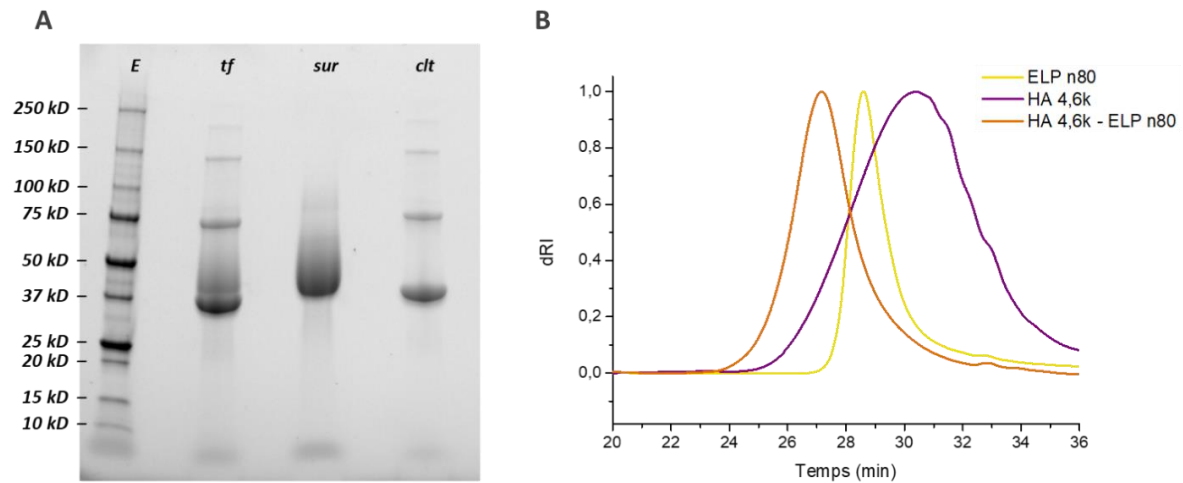 A
E tf sur clt
250 kD –
150 kD –
100 kD –
75 kD –
50 kD –
37 kD –
25 kD –
20 kD –
15 kD –
10 kD –
B
ELP n80
HA 4,6k
HA 4,6k - ELP n80
1,0
0,8
0,6
0,4
0,2
0,0
dRI
20 22 24 26 28 30 32 34 36
Temps (min)